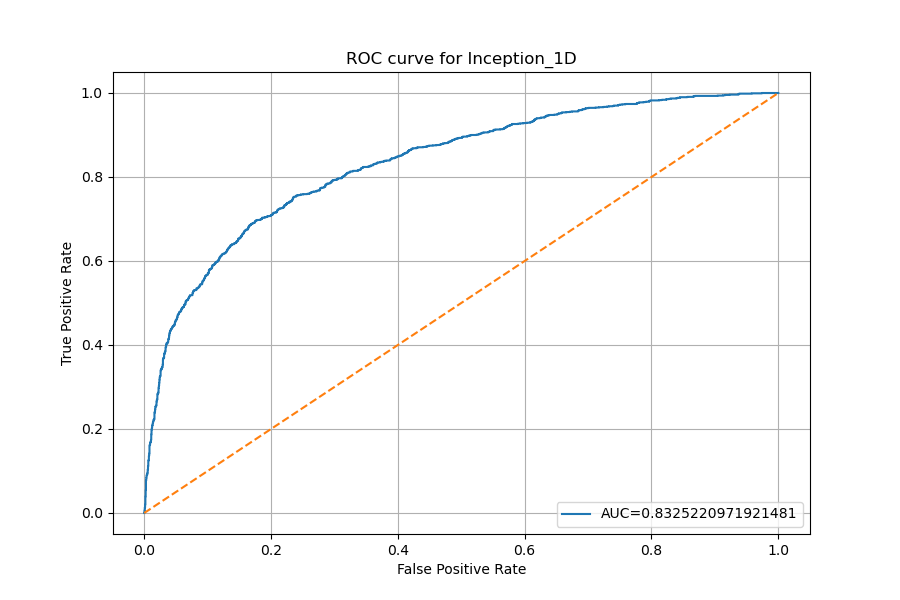 ROC curve for Inception_1D
1.0
0.8
0.6
0.4
0.2
0.0
True Positive Rate
AUC=0.8325220971921481
0.0 0.2 0.4 0.6 0.8 1.0
False Positive Rate